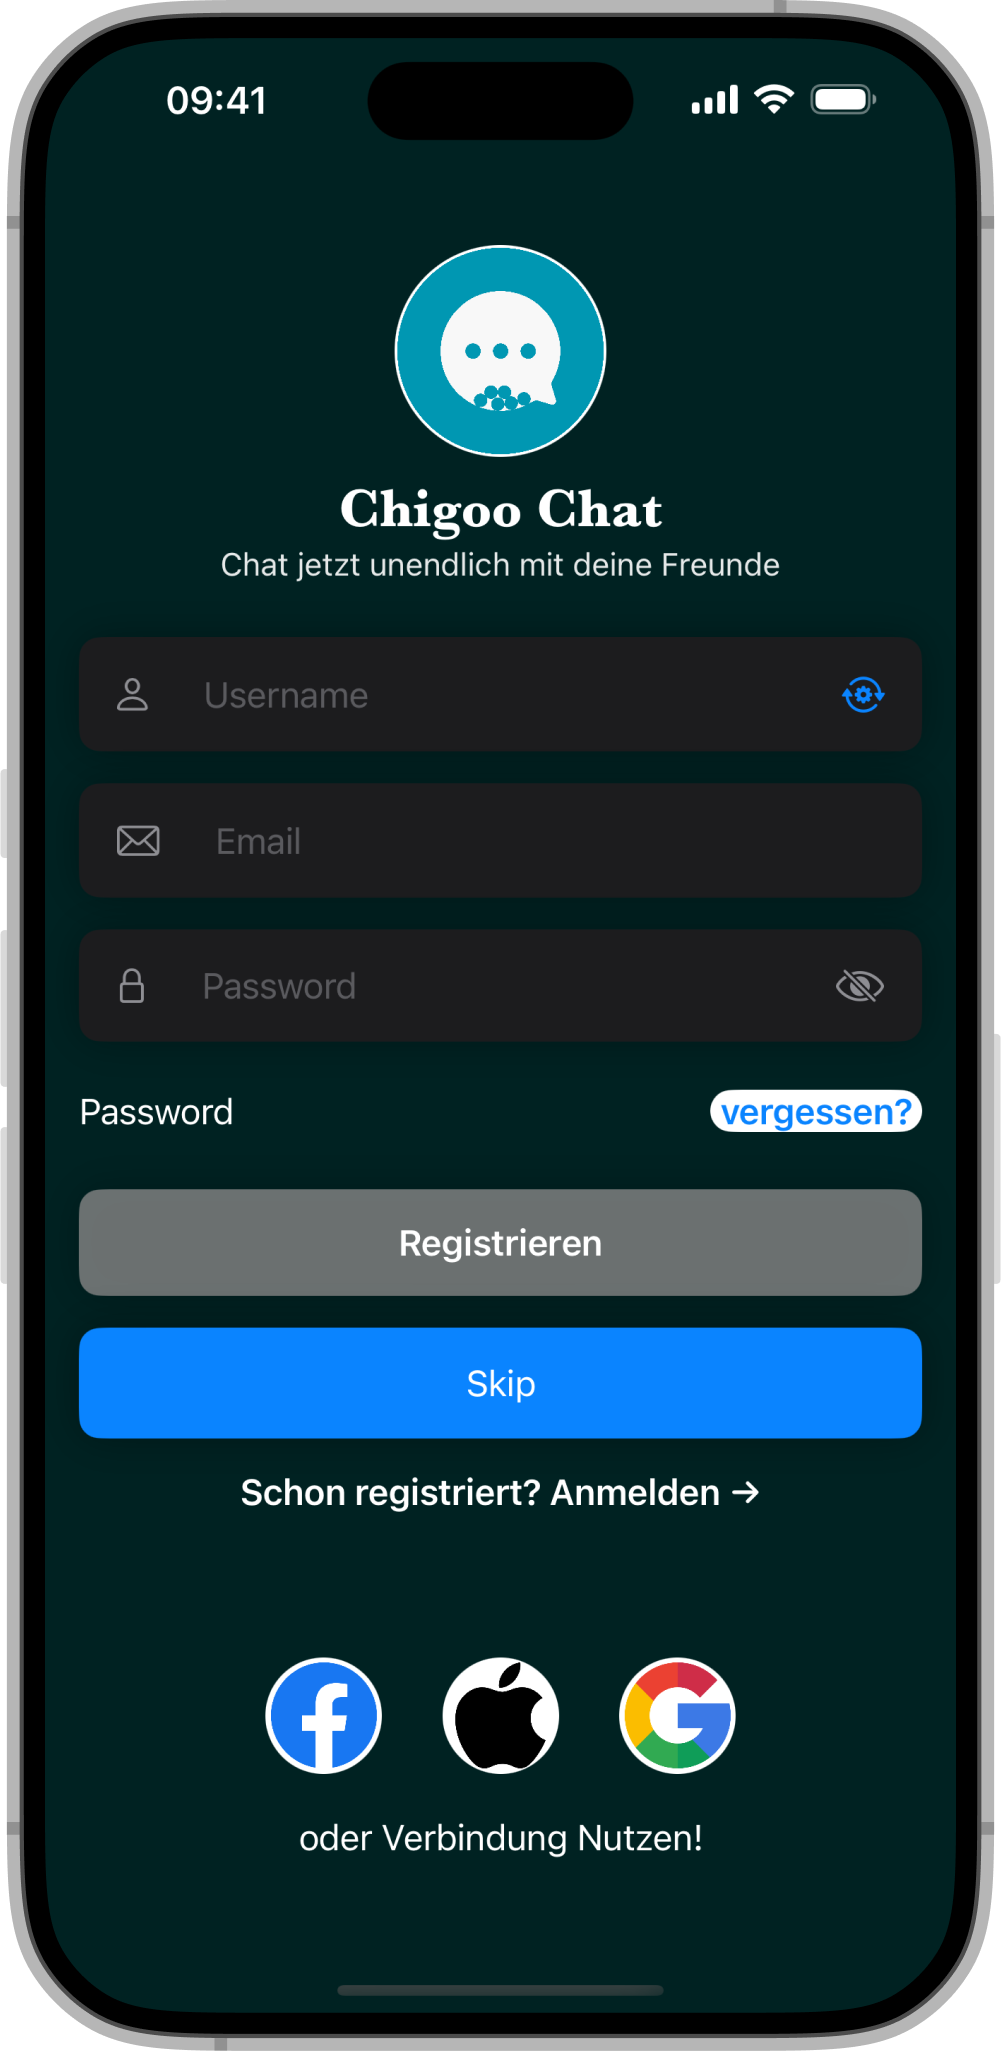 09:41
Chigoo Chat
Chat jetzt unendlich mit deine Freunde
Username
Email
Password
Password vergessen?
Registrieren
Skip
Schon registriert? Anmelden →
oder Verbindung Nutzen!